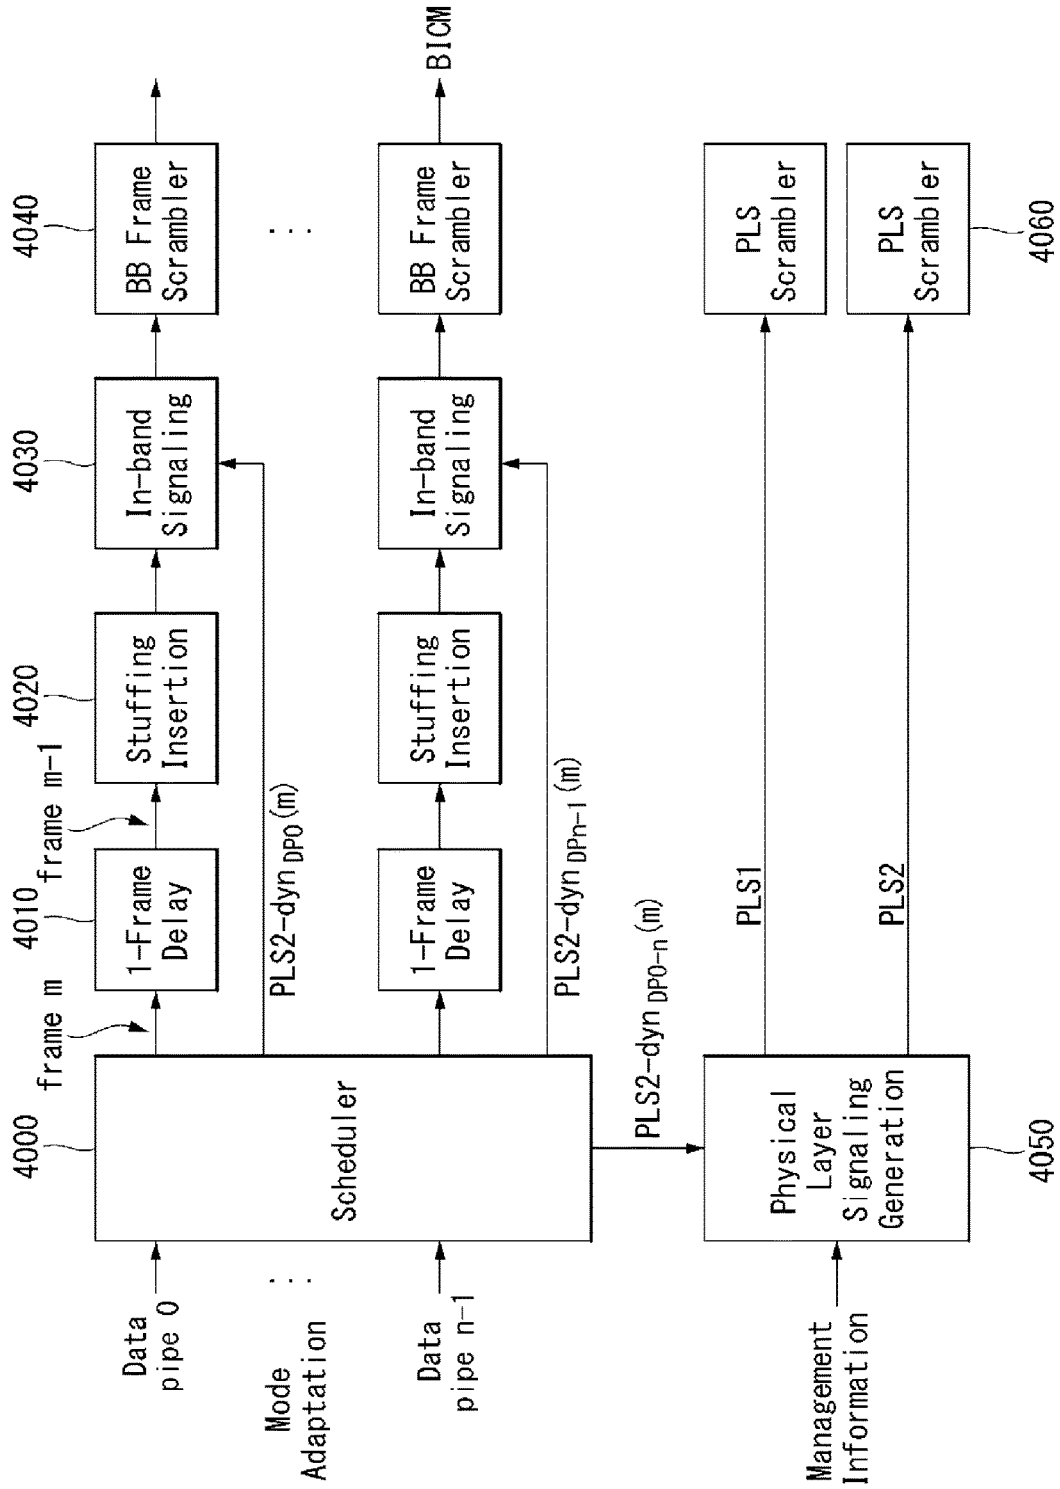 4000
4010
4020
4030
4040
frame m
frame m-1
Data
pipe 0
Scheduler
1-Frame
Delay
Stuffing
Insertion
In-band
Signaling
BB Frame
Scrambler
PLS2-dyn DP0(m)
Mode
Adaptation
...
...
Data
pipe n-1
1-Frame
Delay
Stuffing
Insertion
In-band
Signaling
BB Frame
Scrambler
BICM
PLS2-dyn DPn-1(m)
PLS2-dyn DP0-n(m)
Management
Information
Physical
Layer
Signaling
Generation
PLS1
PLS
Scrambler
PLS2
PLS
Scrambler
4050
4060